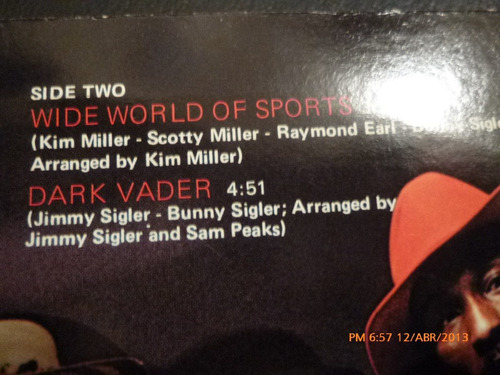 SIDE TWO
WIDE WORLD OF SPORTS
(Kim Miller - Scotty Miller - Raymond Earl - Sigle
Arranged by Kim Miller)
DARK VADER 4:51
(Jimmy Sigler - Bunny Sigler; Arranged by
Jimmy Sigler and Sam Peaks)
PM 6:57 12/ABR/2013